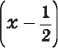 (x − 1/2)